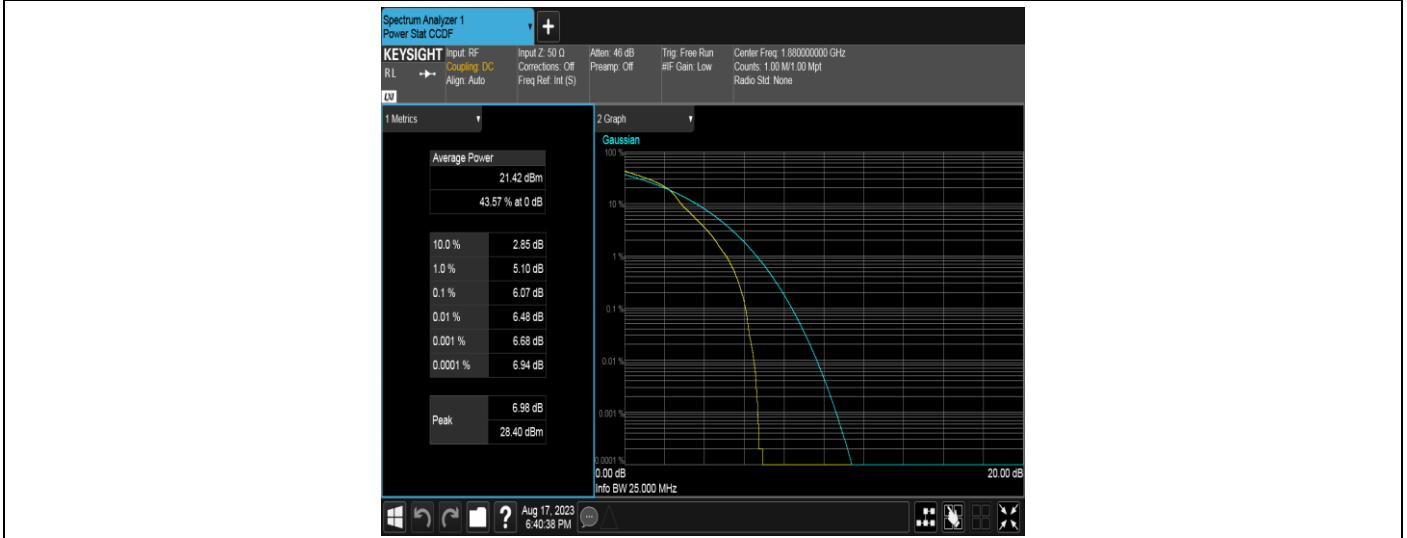 Spectrum Analyzer 1
Power Stat CCDF
+
KEYSIGHT
RL
LXI
Input: RF
Coupling: DC
Align: Auto
Input Z: 50 Ω
Corrections: Off
Freq Ref: Int (S)
Atten: 46 dB
Preamp: Off
Trig: Free Run
#IF Gain: Low
Center Freq: 1.880000000 GHz
Counts: 1.00 M/1.00 Mpt
Radio Std: None
1 Metrics
Average Power
21.42 dBm
43.57 % at 0 dB
10.0 % 2.85 dB
1.0 % 5.10 dB
0.1 % 6.07 dB
0.01 % 6.48 dB
0.001 % 6.68 dB
0.0001 % 6.94 dB
Peak
6.98 dB
28.40 dBm
2 Graph
Gaussian
100 %
10 %
1 %
0.1 %
0.01 %
0.001 %
0.0001 %
0.00 dB
20.00 dB
Info BW 25.000 MHz
?
Aug 17, 2023
6:40:38 PM